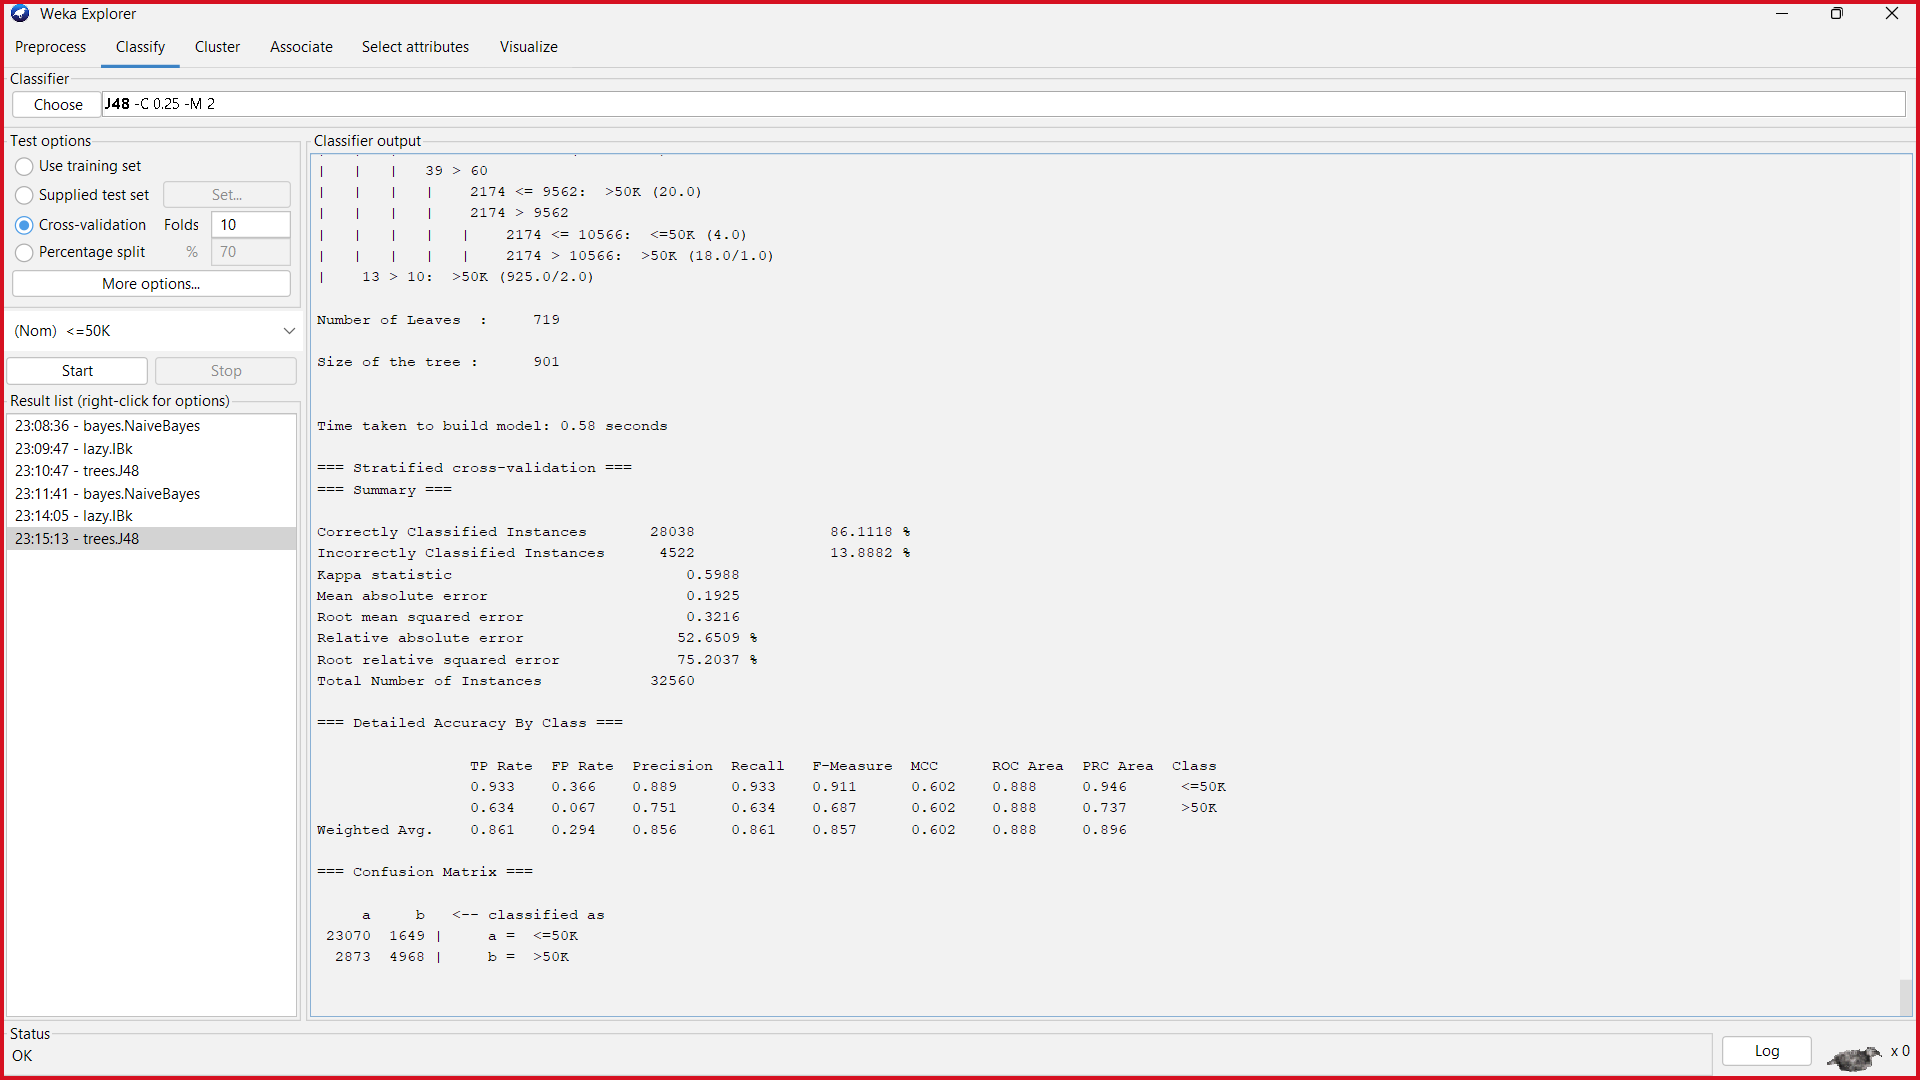 Weka Explorer
Preprocess Classify Cluster Associate Select attributes Visualize
Classifier
Choose J48 -C 0.25 -M 2
Test options
Use training set
Supplied test set Set...
Cross-validation Folds 10
Percentage split % 70
More options...
(Nom) <=50K
Start Stop
Result list (right-click for options)
23:08:36 - bayes.NaiveBayes
23:09:47 - lazy.IBk
23:10:47 - trees.J48
23:11:41 - bayes.NaiveBayes
23:14:05 - lazy.IBk
23:15:13 - trees.J48
Classifier output
| | | 39 > 60
| | | | 2174 <= 9562: >50K (20.0)
| | | | 2174 > 9562
| | | | | 2174 <= 10566: <=50K (4.0)
| | | | | 2174 > 10566: >50K (18.0/1.0)
| 13 > 10: >50K (925.0/2.0)
Number of Leaves : 719
Size of the tree : 901
Time taken to build model: 0.58 seconds
=== Stratified cross-validation ===
=== Summary ===
Correctly Classified Instances 28038 86.1118 %
Incorrectly Classified Instances 4522 13.8882 %
Kappa statistic 0.5988
Mean absolute error 0.1925
Root mean squared error 0.3216
Relative absolute error 52.6509 %
Root relative squared error 75.2037 %
Total Number of Instances 32560
=== Detailed Accuracy By Class ===
TP Rate FP Rate Precision Recall F-Measure MCC ROC Area PRC Area Class
0.933 0.366 0.889 0.933 0.911 0.602 0.888 0.946 <=50K
0.634 0.067 0.751 0.634 0.687 0.602 0.888 0.737 >50K
Weighted Avg. 0.861 0.294 0.856 0.861 0.857 0.602 0.888 0.896
=== Confusion Matrix ===
a b <-- classified as
23070 1649 | a = <=50K
2873 4968 | b = >50K
Status
OK
Log x 0